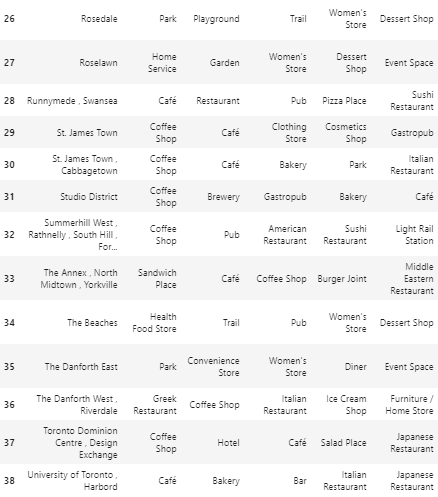 26 Rosedale Park Playground Trail Women's Store Dessert Shop
27 Roselawn Home Service Garden Women's Store Dessert Shop Event Space
28 Runnymede , Swansea Café Restaurant Pub Pizza Place Sushi Restaurant
29 St. James Town Coffee Shop Café Clothing Store Cosmetics Shop Gastropub
30 St. James Town , Cabbagetown Coffee Shop Café Bakery Park Italian Restaurant
31 Studio District Coffee Shop Brewery Gastropub Bakery Café
32 Summerhill West , Rathnelly , South Hill , For... Coffee Shop Pub American Restaurant Sushi Restaurant Light Rail Station
33 The Annex , North Midtown , Yorkville Sandwich Place Café Coffee Shop Burger Joint Middle Eastern Restaurant
34 The Beaches Health Food Store Trail Pub Women's Store Dessert Shop
35 The Danforth East Park Convenience Store Women's Store Diner Event Space
36 The Danforth West , Riverdale Greek Restaurant Coffee Shop Italian Restaurant Ice Cream Shop Furniture / Home Store
37 Toronto Dominion Centre , Design Exchange Coffee Shop Hotel Café Salad Place Japanese Restaurant
38 University of Toronto , Harbord Café Bakery Bar Italian Restaurant Japanese Restaurant